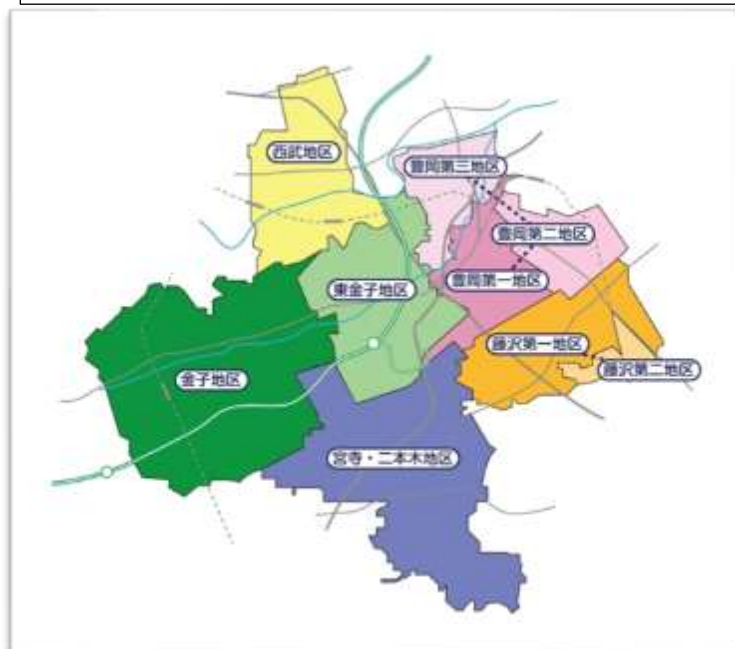 西武地区
豊岡第三地区
豊岡第二地区
豊岡第一地区
東金子地区
藤沢第一地区
藤沢第二地区
金子地区
宮寺・二本木地区